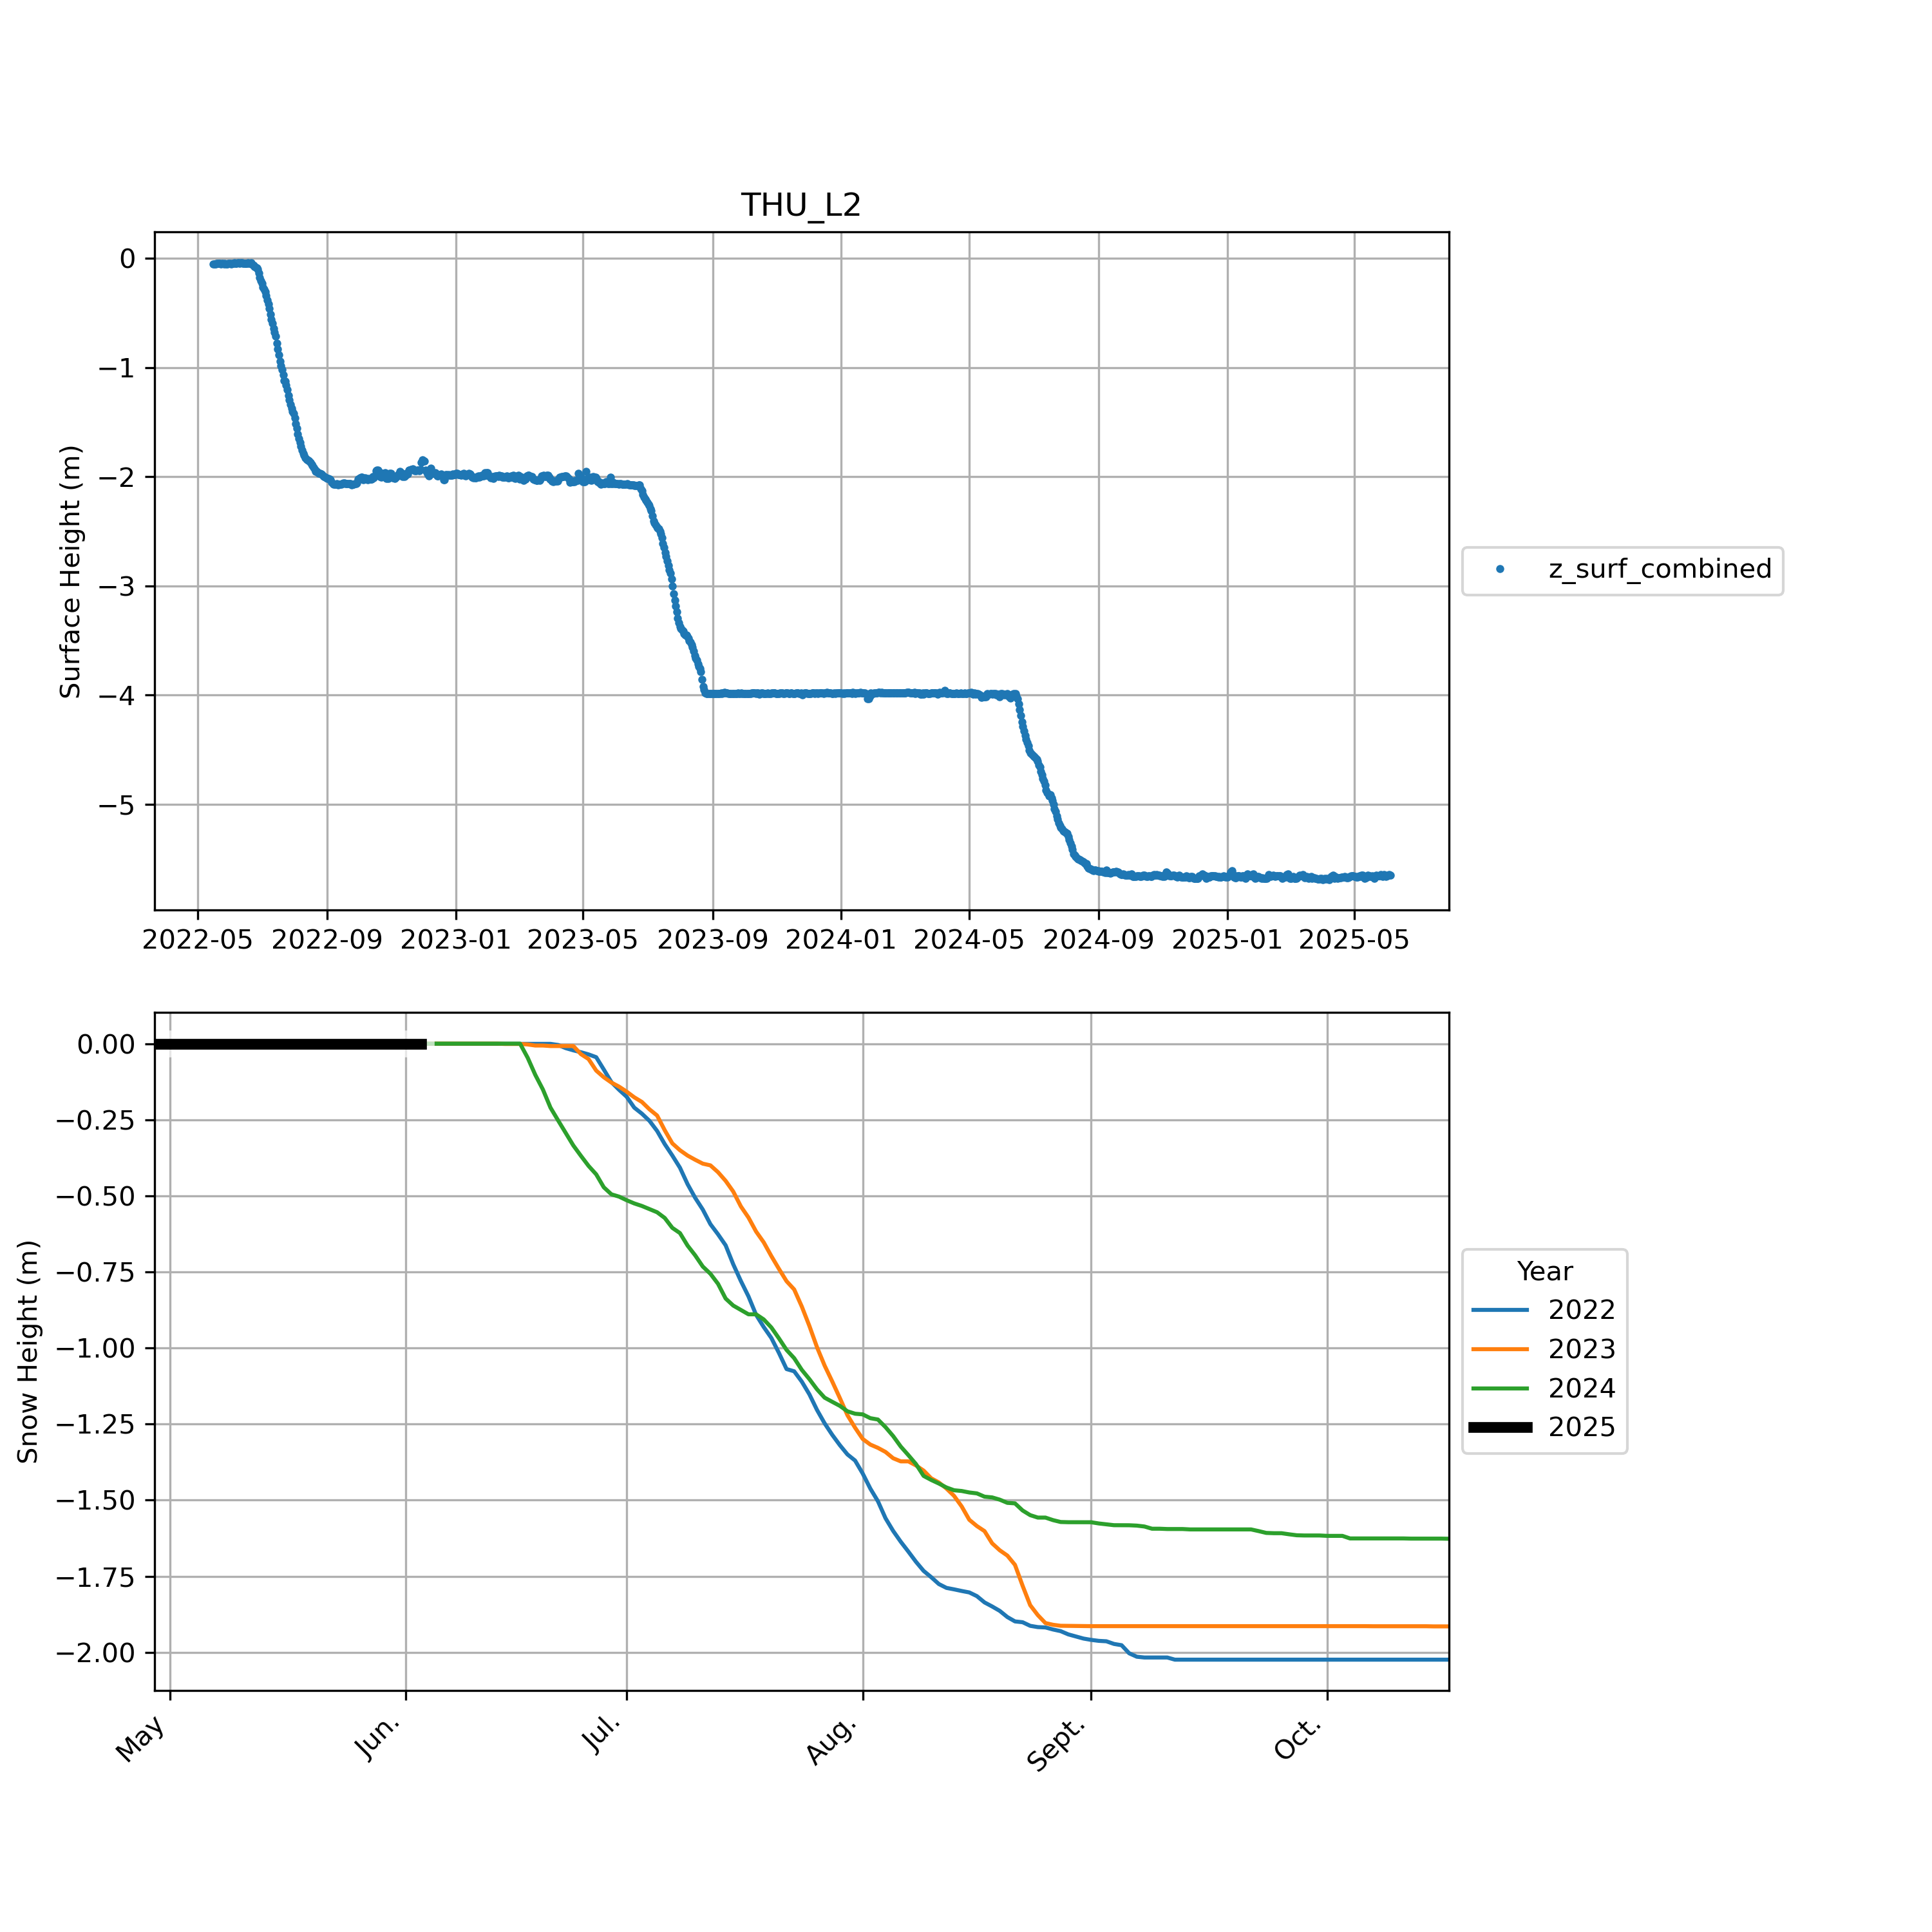 THU_L2
Surface Height (m)
0
−1
−2
−3
−4
−5
2022-05 2022-09 2023-01 2023-05 2023-09 2024-01 2024-05 2024-09 2025-01 2025-05
z_surf_combined
Snow Height (m)
0.00
−0.25
−0.50
−0.75
−1.00
−1.25
−1.50
−1.75
−2.00
May Jun. Jul. Aug. Sept. Oct.
Year
2022
2023
2024
2025